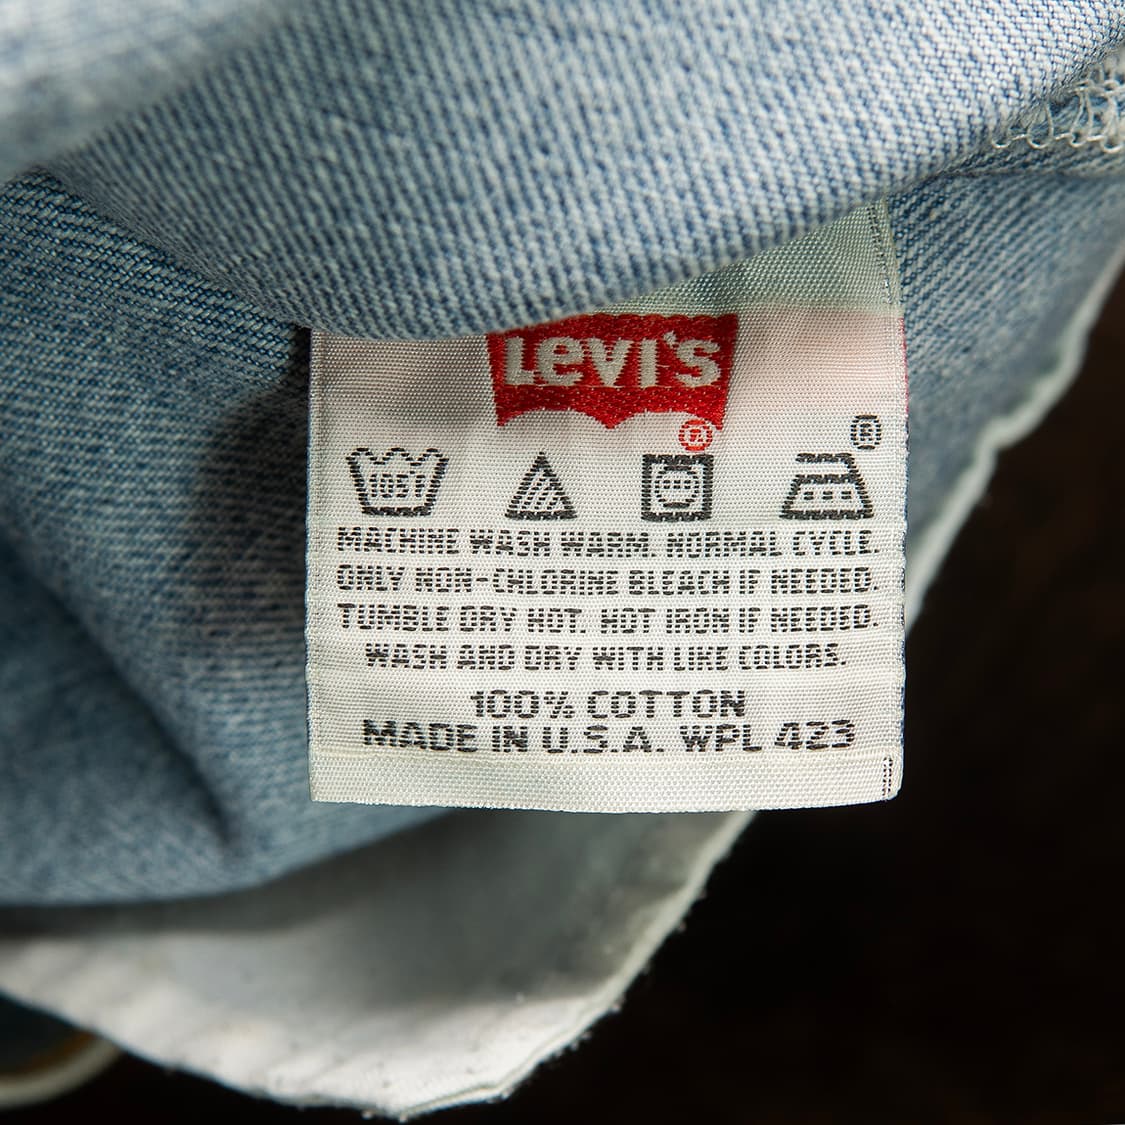 Levi's
®
®
105F
MACHINE WASH WARM. NORMAL CYCLE.
ONLY NON-CHLORINE BLEACH IF NEEDED.
TUMBLE DRY HOT. HOT IRON IF NEEDED.
WASH AND DRY WITH LIKE COLORS.
100% COTTON
MADE IN U.S.A. WPL 423